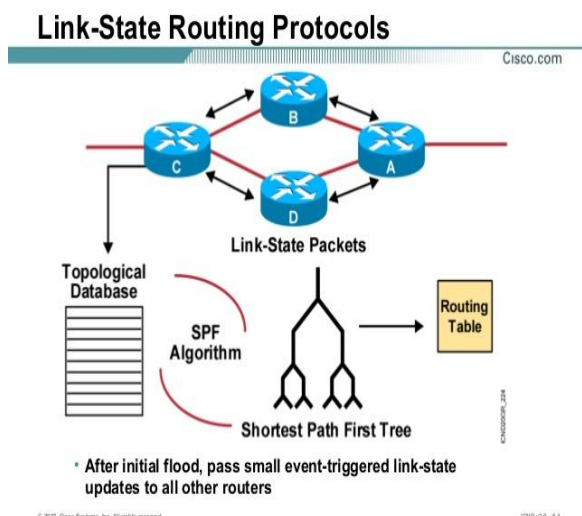 Link-State Routing Protocols
Cisco.com
B
C
A
D
Link-State Packets
Topological
Database
SPF
Algorithm
Routing
Table
Shortest Path First Tree
• After initial flood, pass small event-triggered link-state
updates to all other routers